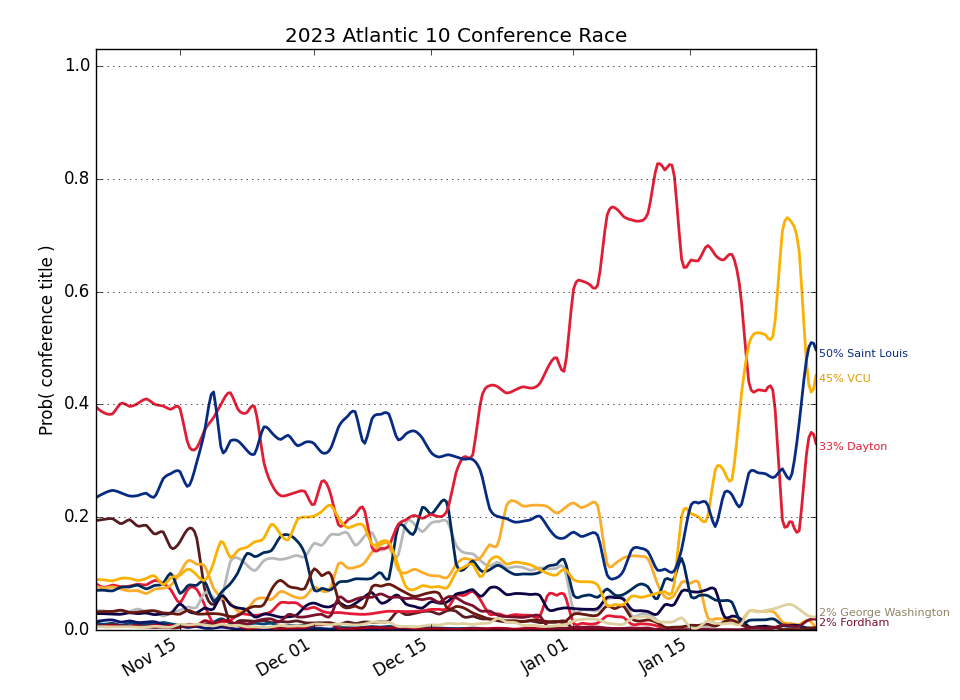 2023 Atlantic 10 Conference Race
Prob( conference title )
1.0
0.8
0.6
0.4
0.2
0.0
50% Saint Louis
45% VCU
33% Dayton
2% George Washington
2% Fordham
Nov 15
Dec 01
Dec 15
Jan 01
Jan 15